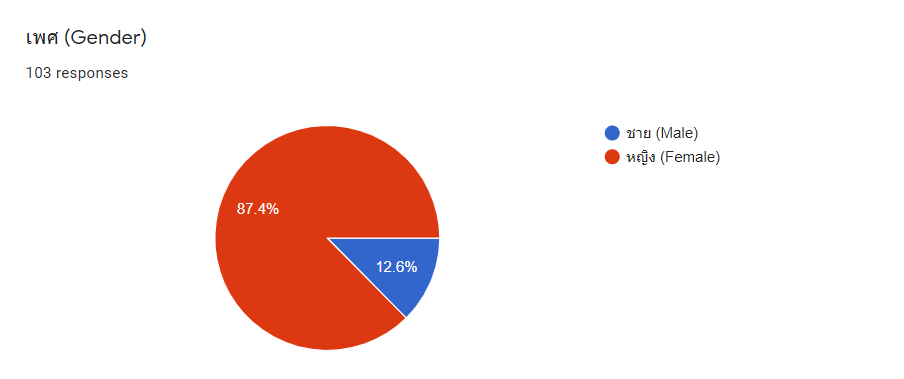 เพศ (Gender)
103 responses
ชาย (Male)
หญิง (Female)
87.4%
12.6%